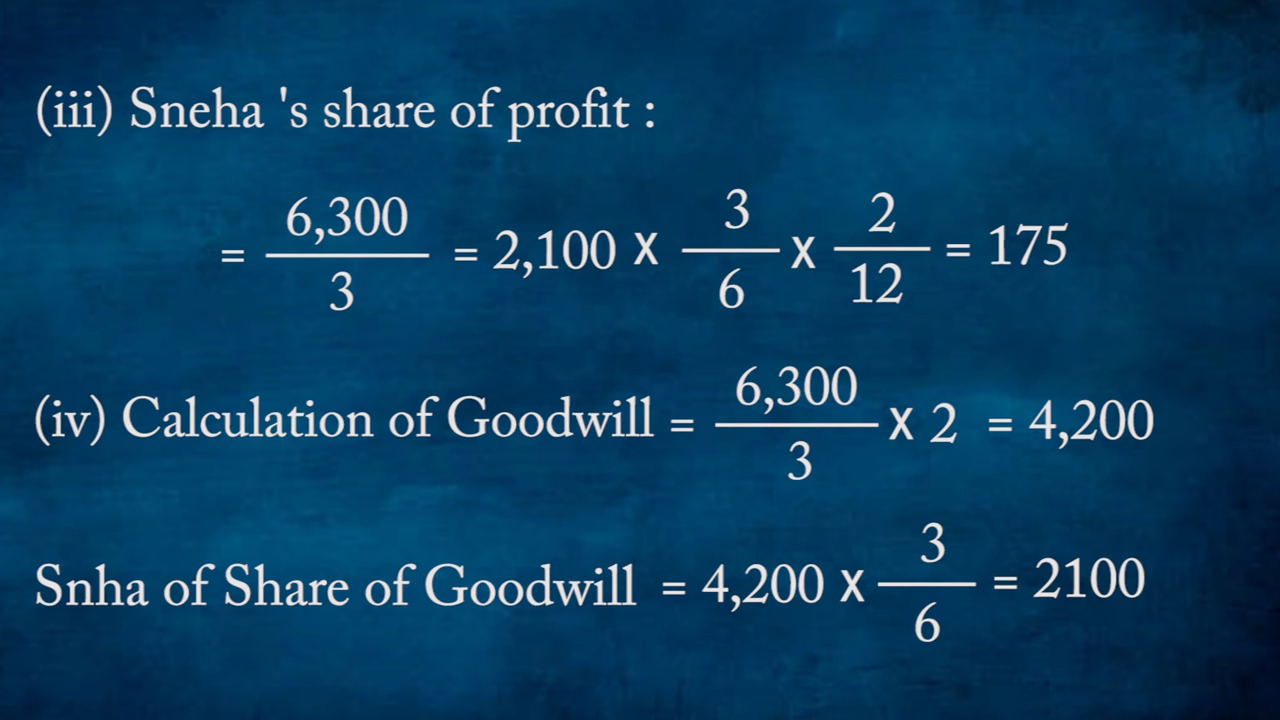 (iii) Sneha 's share of profit :
= 6,300/3 = 2,100 x 3/6 x 2/12 = 175
(iv) Calculation of Goodwill = 6,300/3 x 2 = 4,200
Snha of Share of Goodwill = 4,200 x 3/6 = 2100